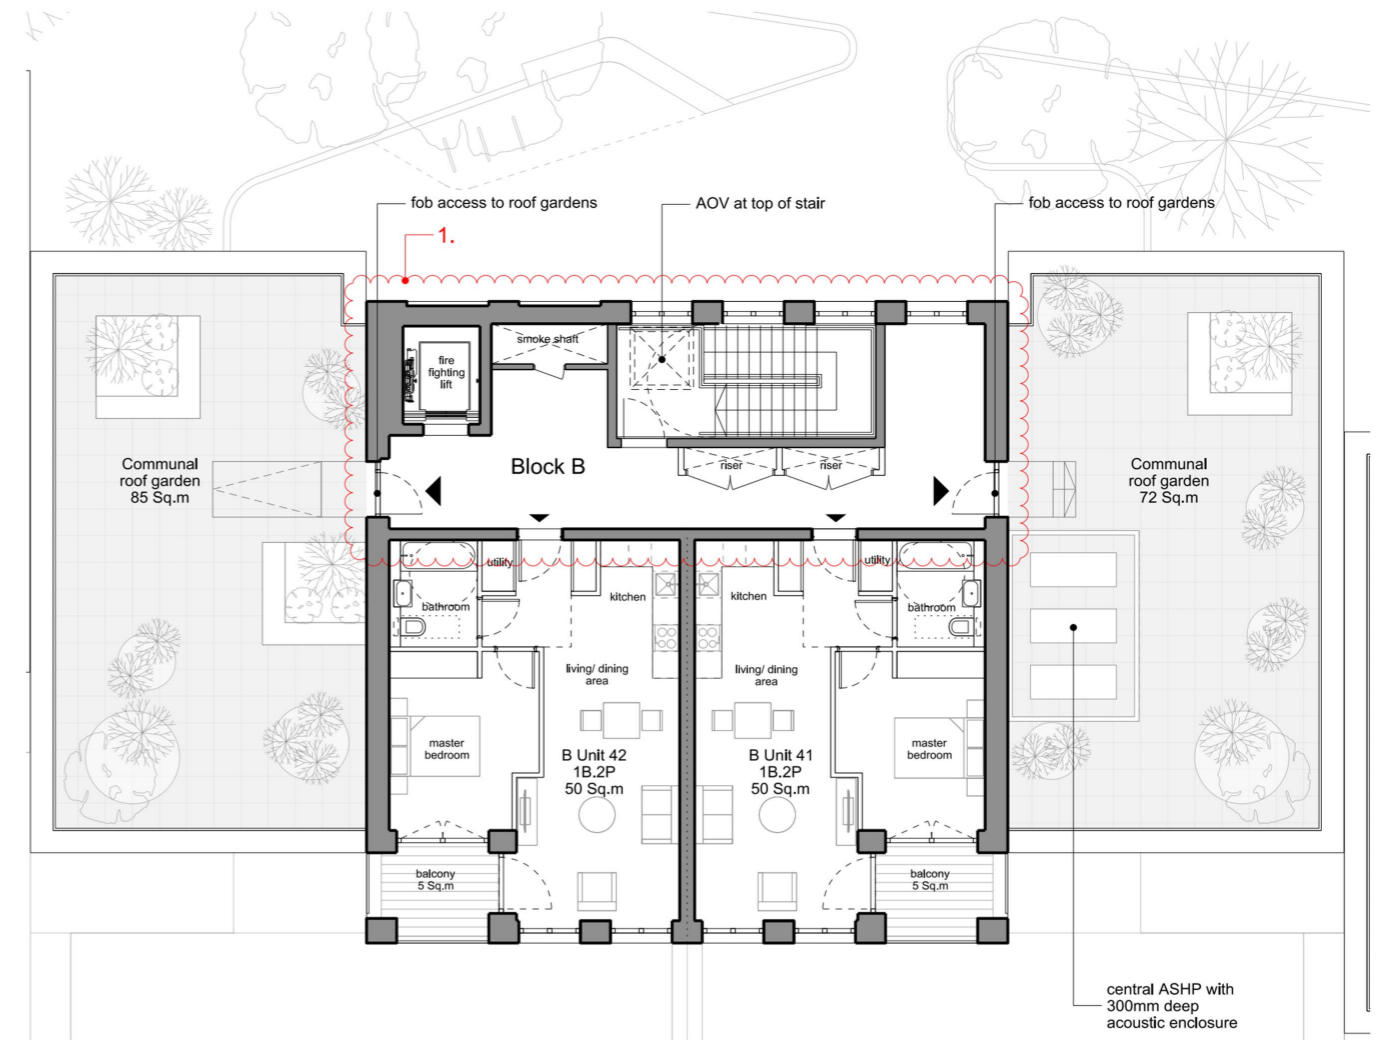 fob access to roof gardens
AOV at top of stair
fob access to roof gardens
1.
smoke shaft
fire
fighting
lift
Block B
riser
riser
Communal
roof garden
85 Sq.m
Communal
roof garden
72 Sq.m
utility
bathroom
kitchen
kitchen
utility
bathroom
living/ dining
area
living/ dining
area
master
bedroom
B Unit 42
1B.2P
50 Sq.m
B Unit 41
1B.2P
50 Sq.m
master
bedroom
balcony
5 Sq.m
balcony
5 Sq.m
central ASHP with
300mm deep
acoustic enclosure